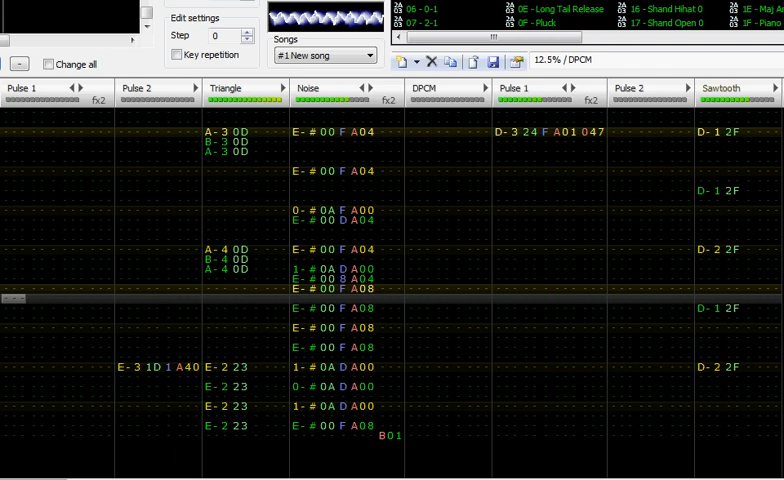 06 - 0-1 0E - Long Tail Release 16 - Shand Hihat 0 1E - Maj Ar
07 - 2-1 0F - Pluck 17 - Shand Open 0 1F - Piano
Edit settings
Step 0
Key repetition
Songs
#1 New song
Change all
12.5% / DPCM
Pulse 1 Pulse 2 Triangle Noise DPCM Pulse 1 Pulse 2 Sawtooth
fx2 fx2 fx2
A-3 0D E-# 00 F A04 D-3 24 F A01 047 D-1 2F
B-3 0D
A-3 0D
E-# 00 F A04
D-1 2F
0-# 0A F A00
E-# 00 D A04
A-4 0D E-# 00 F A04 D-2 2F
B-4 0D
A-4 0D 1-# 0A D A00
E-# 00 8 A04
E-# 00 F A08
E-# 00 F A08 D-1 2F
E-# 00 F A08
E-# 00 F A08
E-3 1D 1 A40 E-2 23 1-# 0A D A00 D-2 2F
E-2 23 0-# 0A D A00
E-2 23 1-# 0A D A00
E-2 23 E-# 00 F A08
B01